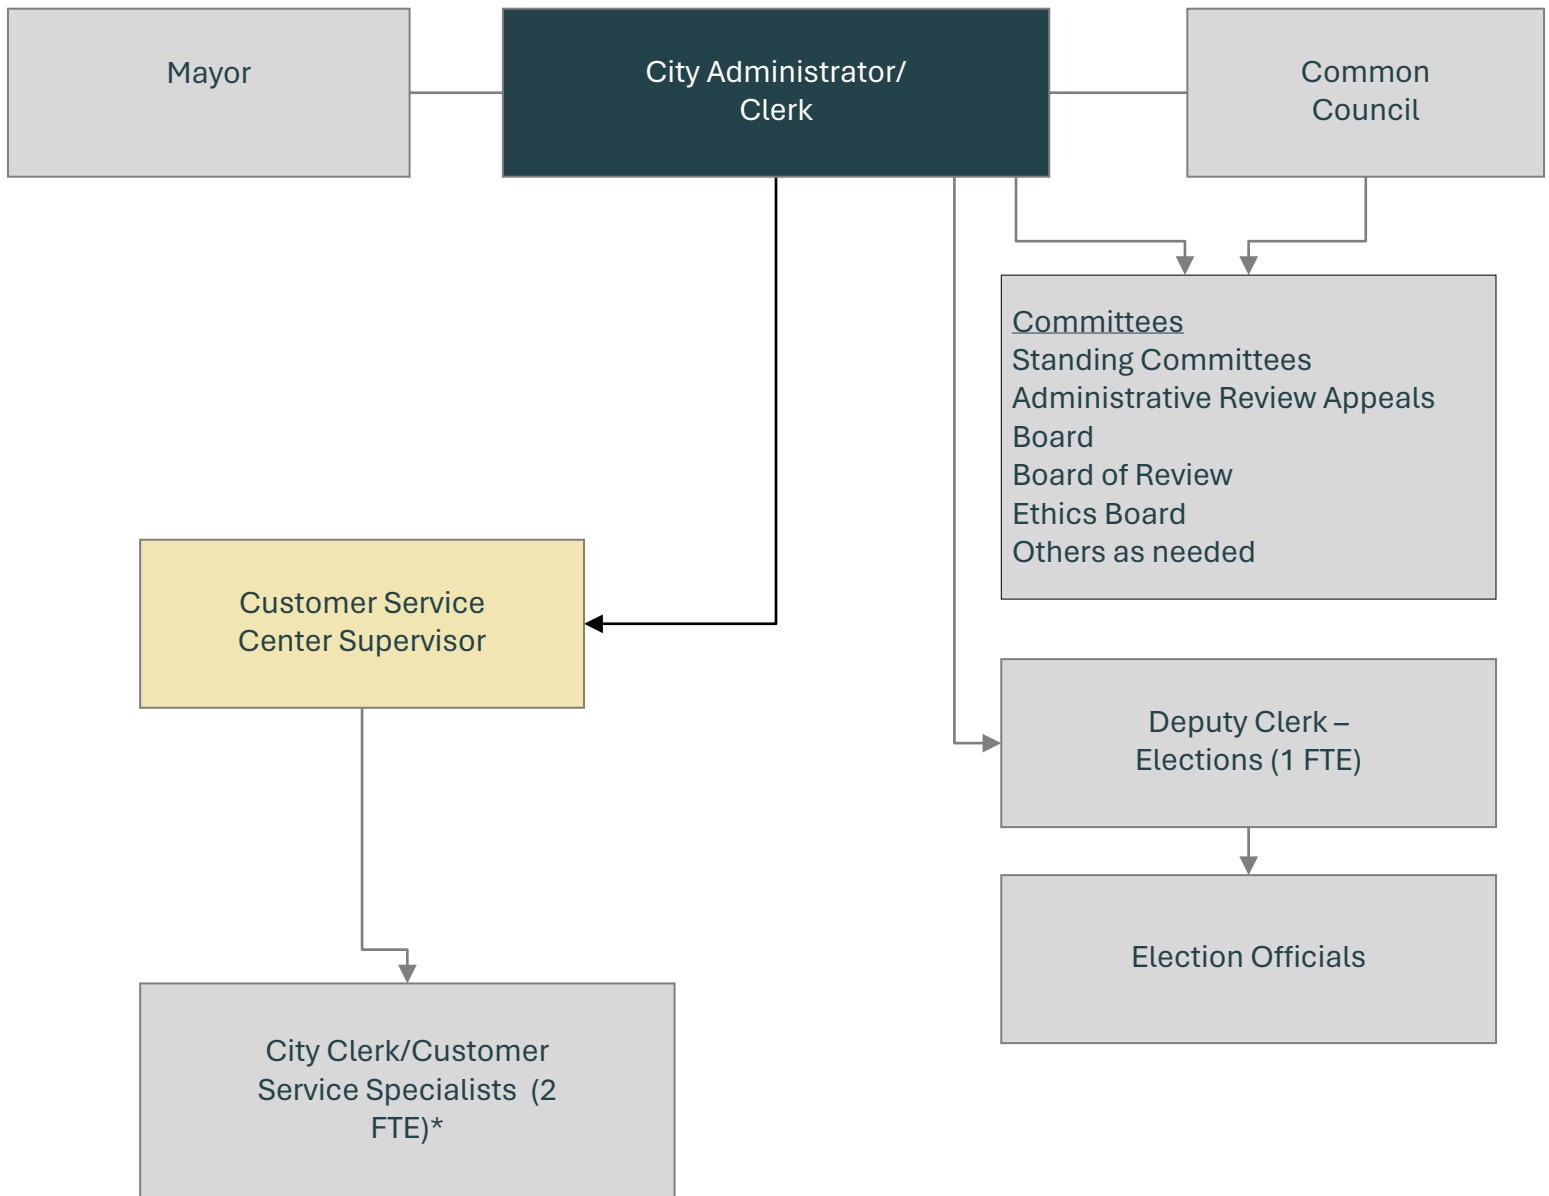 Mayor
City Administrator/
Clerk
Common
Council
Committees
Standing Committees
Administrative Review Appeals
Board
Board of Review
Ethics Board
Others as needed
Customer Service
Center Supervisor
Deputy Clerk –
Elections (1 FTE)
Election Officials
City Clerk/Customer
Service Specialists  (2
FTE)*